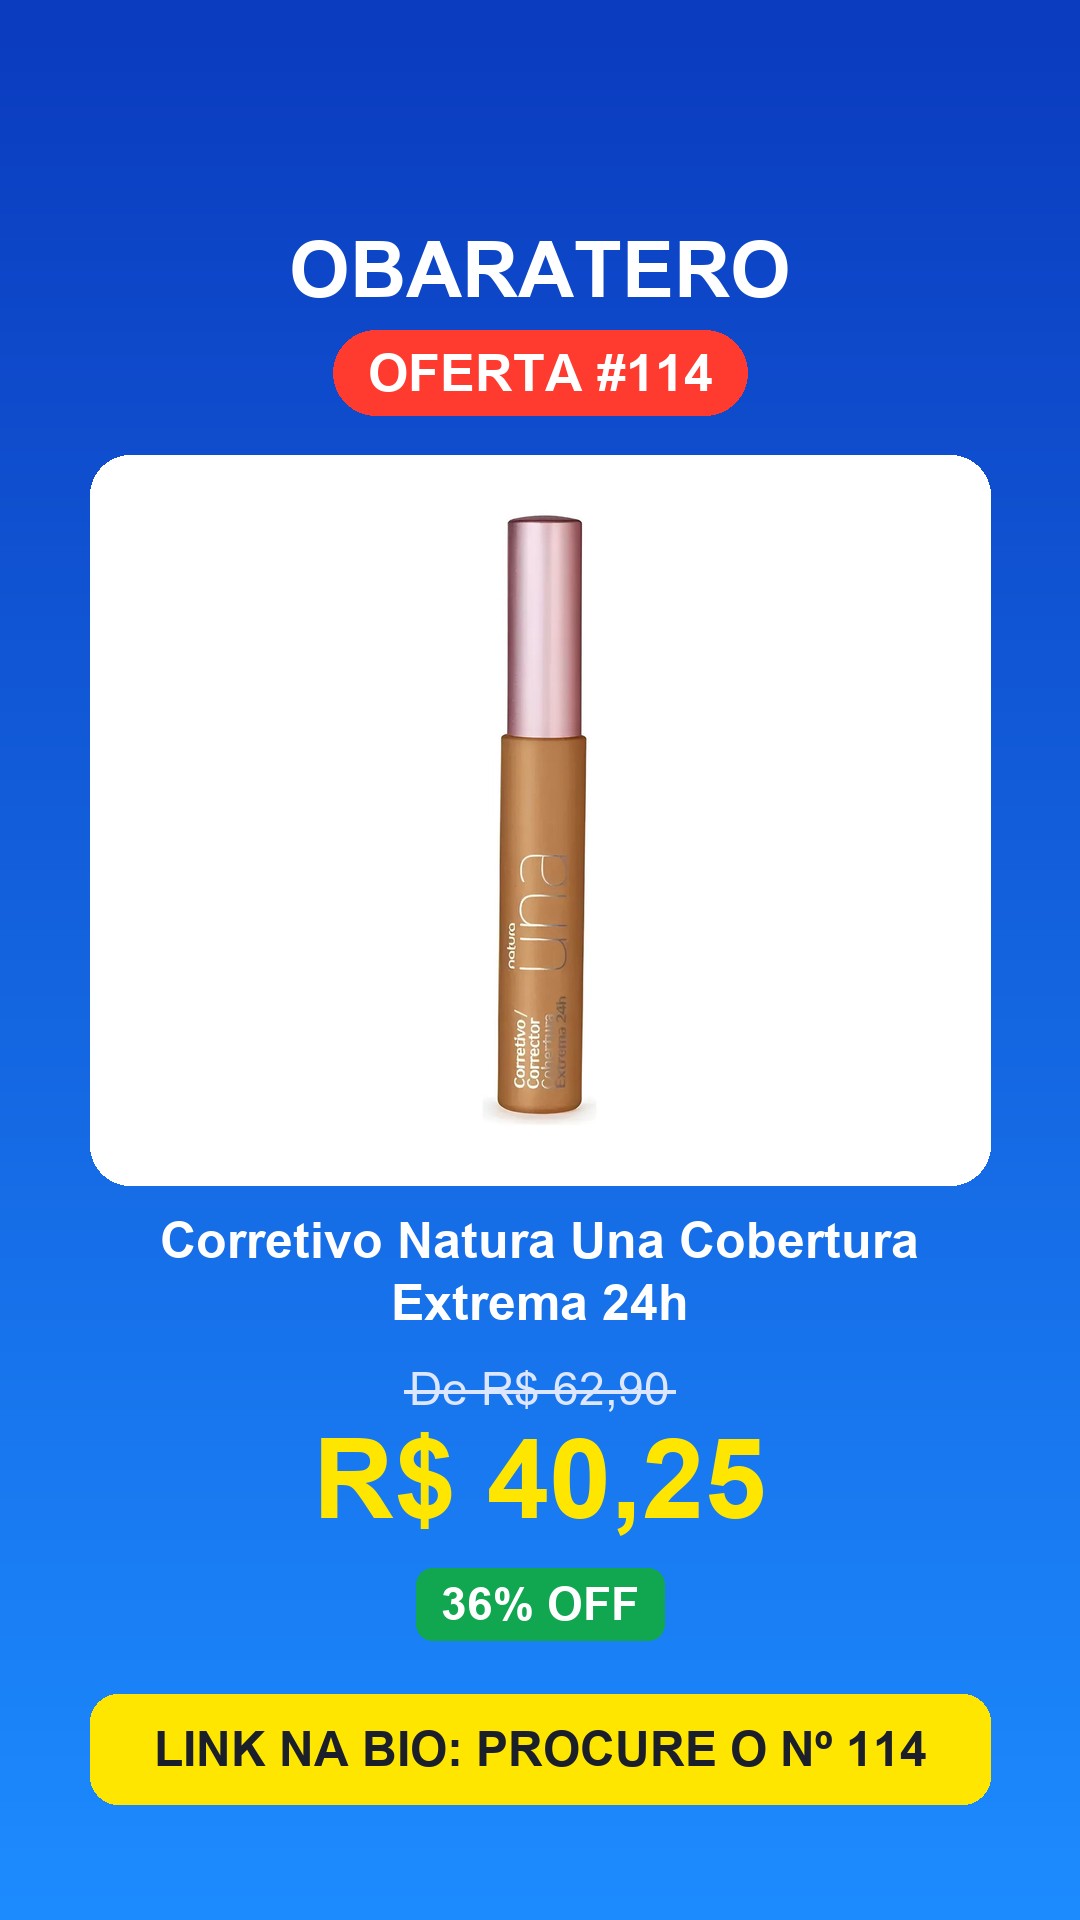 OBARATERO
OFERTA #114
natura
una
Corretivo/
Corrector
Cobertura
Extrema 24h
Corretivo Natura Una Cobertura
Extrema 24h
De R$ 62,90
R$ 40,25
36% OFF
LINK NA BIO: PROCURE O Nº 114